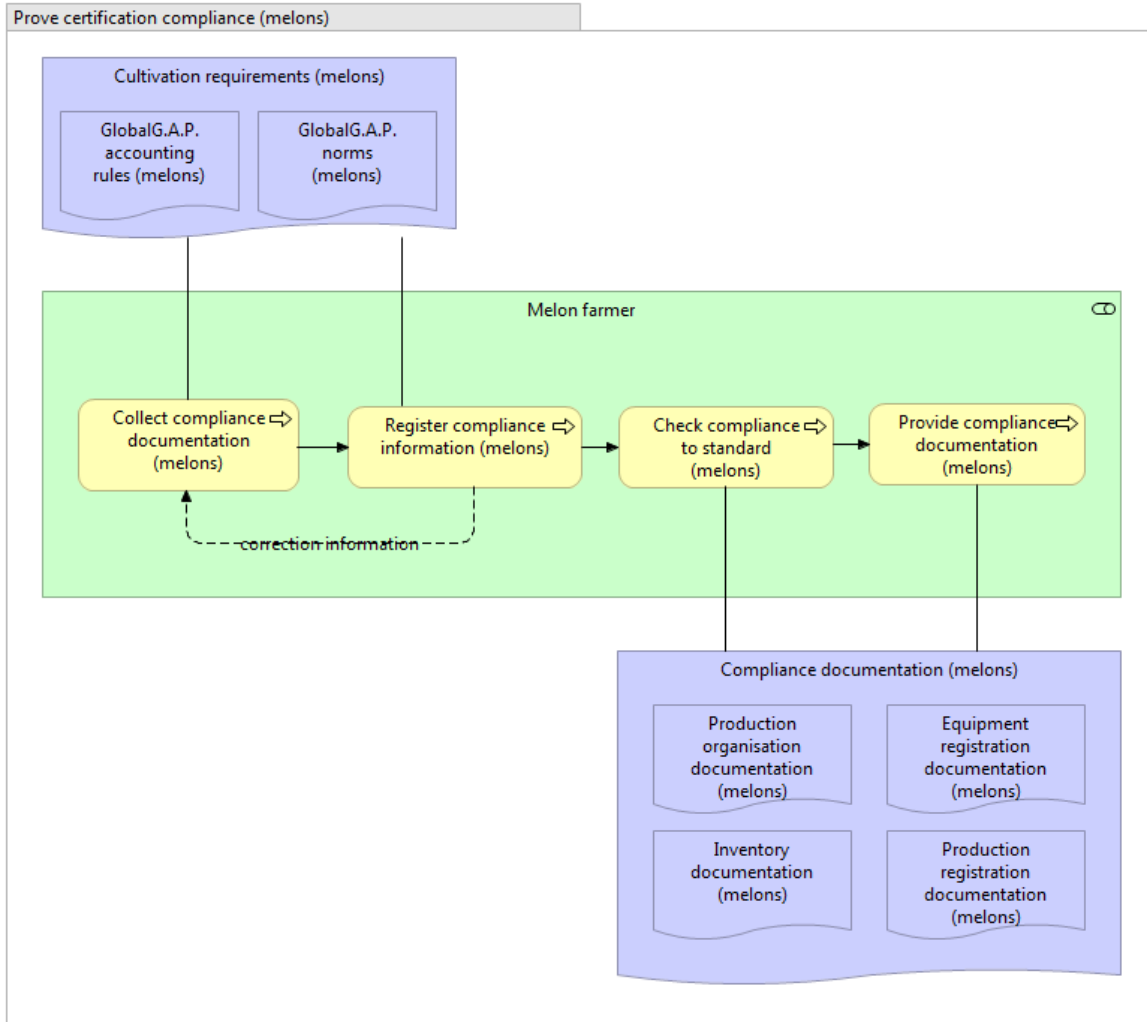 Prove certification compliance (melons)
Cultivation requirements (melons)
GlobalG.A.P.
accounting
rules (melons)
GlobalG.A.P.
norms
(melons)
Melon farmer
Collect compliance
documentation
(melons)
Register compliance
information (melons)
Check compliance
to standard
(melons)
Provide compliance
documentation
(melons)
correction information
Compliance documentation (melons)
Production
organisation
documentation
(melons)
Equipment
registration
documentation
(melons)
Inventory
documentation
(melons)
Production
registration
documentation
(melons)